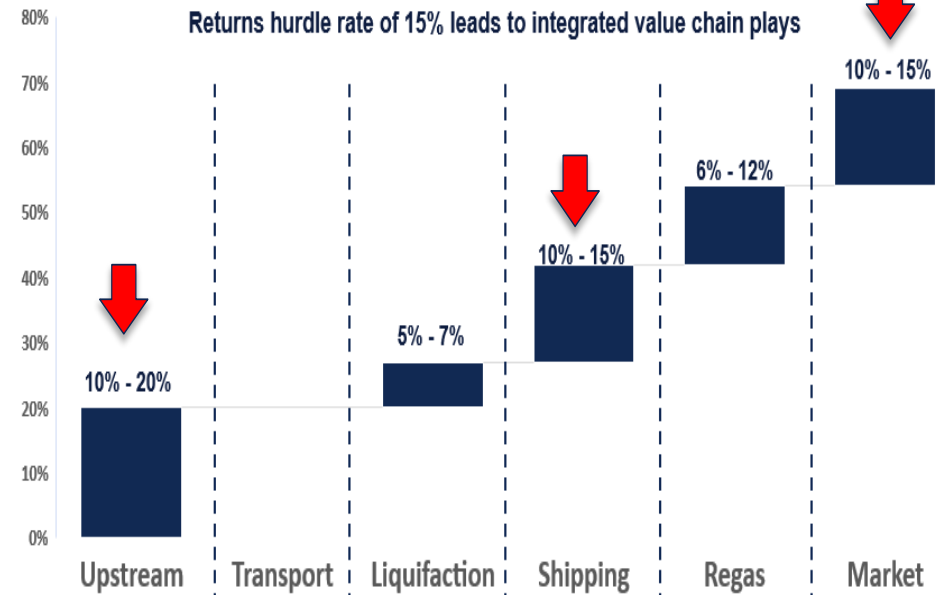 Returns hurdle rate of 15% leads to integrated value chain plays
80%
70%
60%
50%
40%
30%
20%
10%
0%
10% - 20%
5% - 7%
10% - 15%
6% - 12%
10% - 15%
Upstream
Transport
Liquifaction
Shipping
Regas
Market